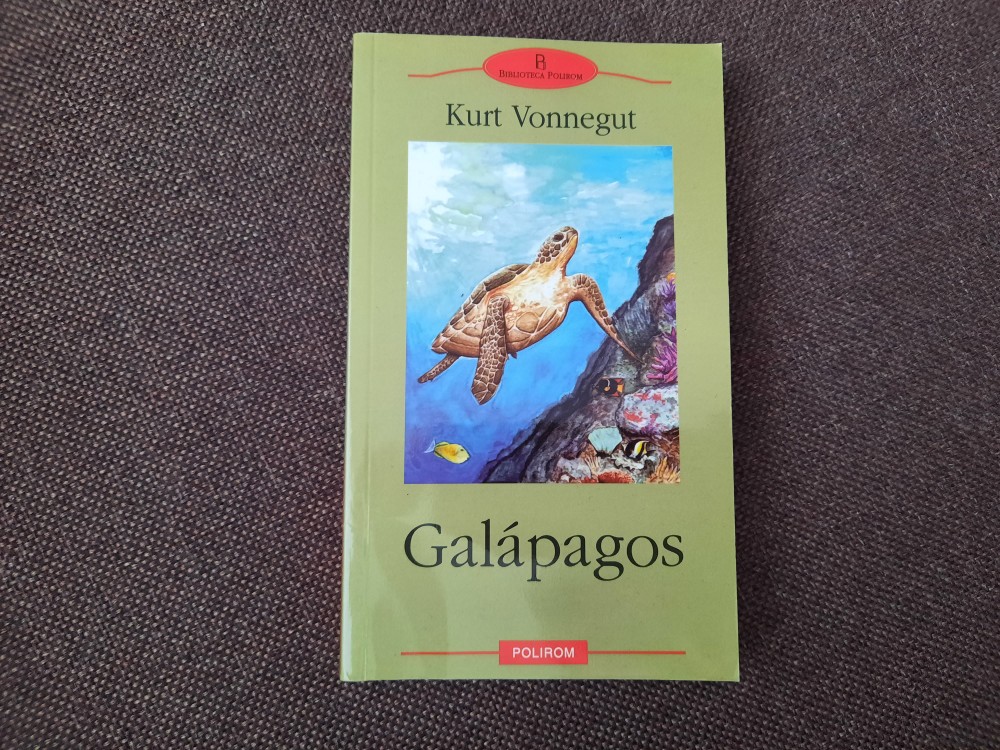 BIBLIOTECA POLIROM
Kurt Vonnegut
Galápagos
POLIROM